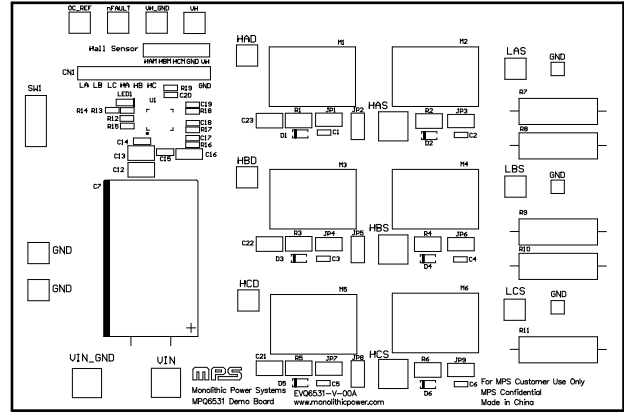 OC_REF nFAULT VH_GND VH
Hall Sensor
HAM HBM HCM GND VH
CN1
LA LB LC HA HB HC GND
SW1
LED1
U1
R19
C20
R14 R13
R12
R15
C19
R18
C18
R17
C17
R16
C14
C13
C15
C16
C12
C7
+
GND
GND
VIN_GND
VIN
HAD
M1
M2
C23
R1
JP1
JP2
D1
C1
HAS
R2
JP3
D2
C2
LAS
GND
R7
R8
HBD
M3
M4
C22
R3
JP4
JP5
D3
C3
HBS
R4
JP6
D4
C4
LBS
GND
R9
R10
HCD
M5
M6
C21
R5
JP7
JP8
D5
C5
HCS
R6
JP9
D6
C6
LCS
GND
R11
mps
Monolithic Power Systems
MPQ6531 Demo Board
EVQ6531-V-00A
www.monolithicpower.com
For MPS Customer Use Only
MPS Confidential
Made in China